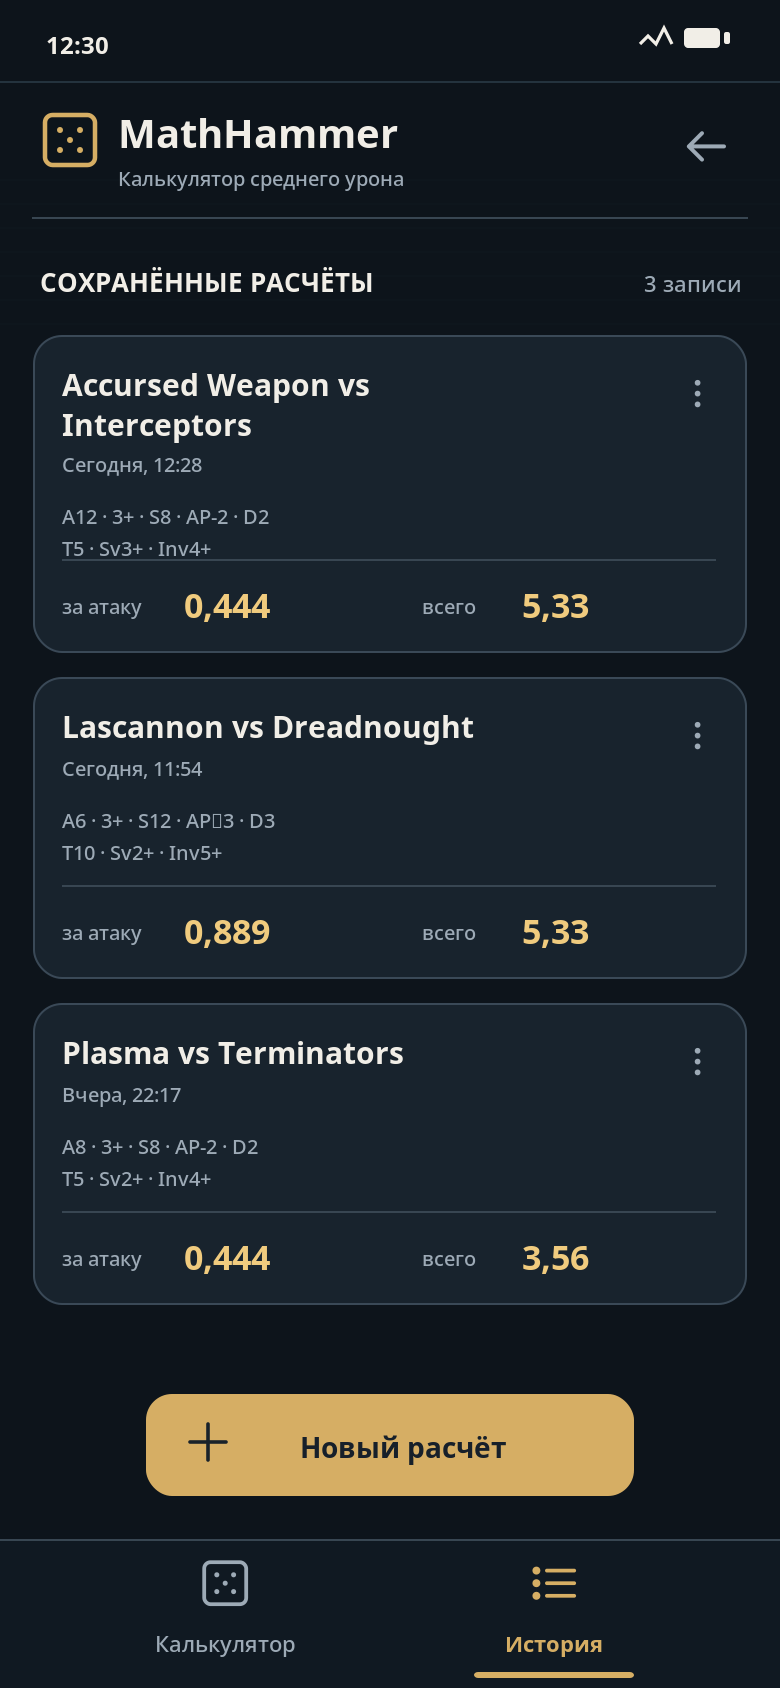 12:30
MathHammer
Калькулятор среднего урона
СОХРАНЁННЫЕ РАСЧЁТЫ
3 записи
Accursed Weapon vs
Interceptors
Сегодня, 12:28
A12 · 3+ · S8 · AP-2 · D2
T5 · Sv3+ · Inv4+
за атаку 0,444 всего 5,33
Lascannon vs Dreadnought
Сегодня, 11:54
A6 · 3+ · S12 · AP▯3 · D3
T10 · Sv2+ · Inv5+
за атаку 0,889 всего 5,33
Plasma vs Terminators
Вчера, 22:17
A8 · 3+ · S8 · AP-2 · D2
T5 · Sv2+ · Inv4+
за атаку 0,444 всего 3,56
Новый расчёт
Калькулятор
История